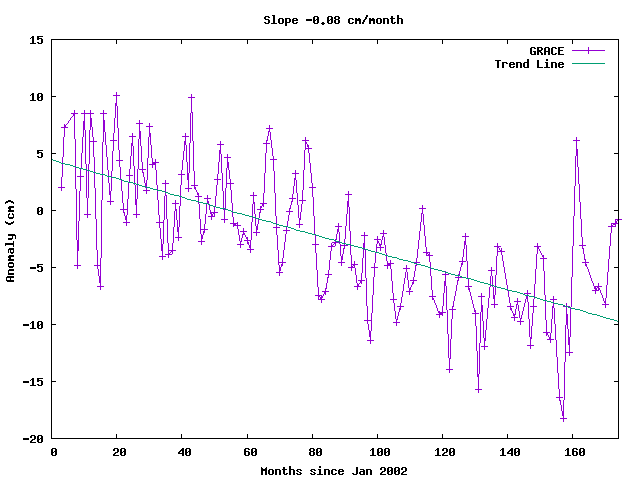 Slope -0.08 cm/month
GRACE
Trend Line
15
10
5
0
-5
-10
-15
-20
Anomaly (cm)
0 20 40 60 80 100 120 140 160
Months since Jan 2002